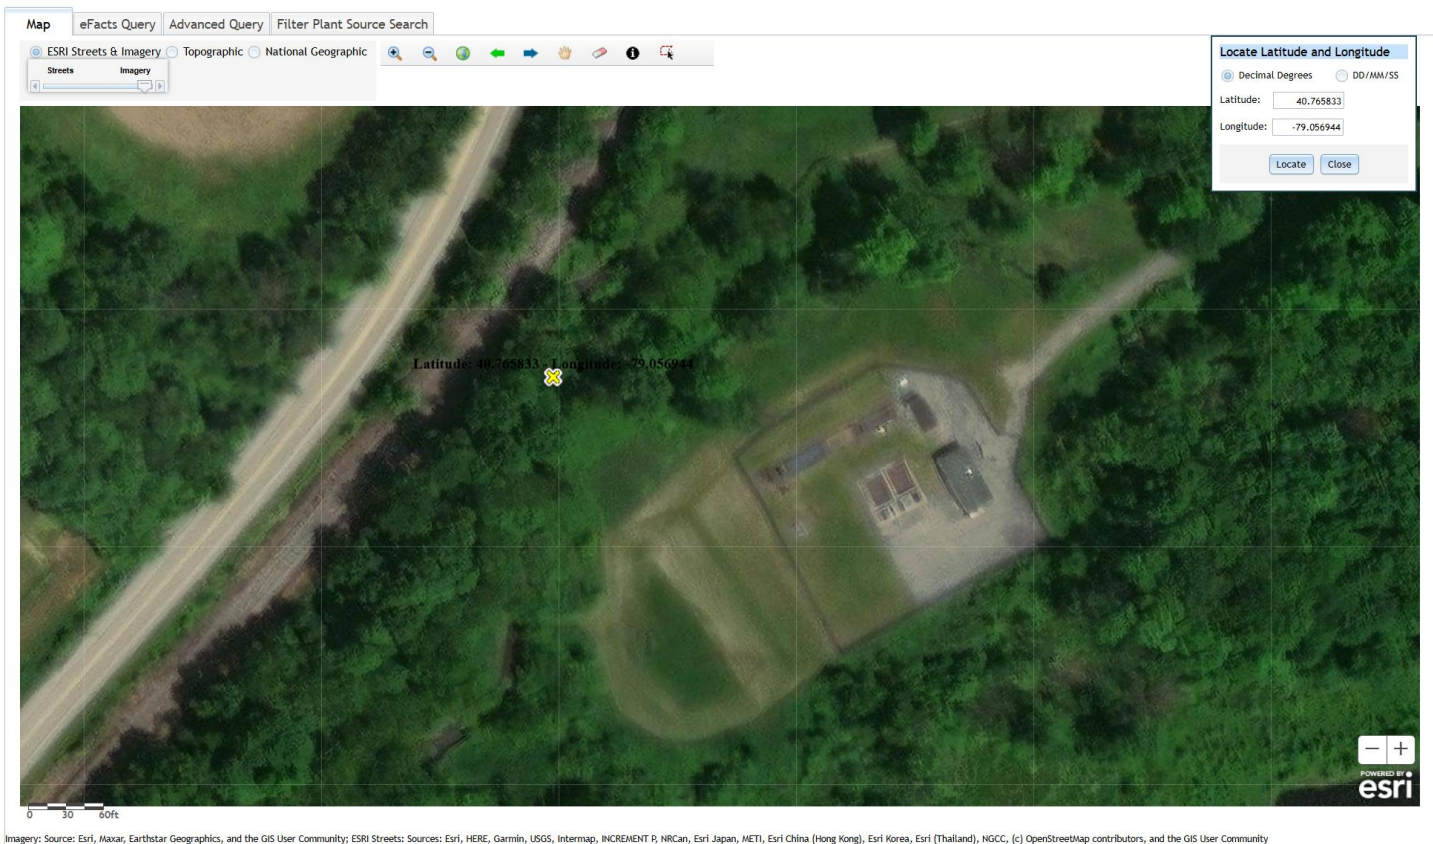 Map eFacts Query Advanced Query Filter Plant Source Search
ESRI Streets & Imagery Topographic National Geographic
Streets Imagery
Locate Latitude and Longitude
Decimal Degrees DD/MM/SS
Latitude: 40.765833
Longitude: -79.056944
Locate Close
Latitude: 40.765833 - Longitude: -79.056944
POWERED BY
esri
0 30 60ft
Imagery: Source: Esri, Maxar, Earthstar Geographics, and the GIS User Community; ESRI Streets: Sources: Esri, HERE, Garmin, USGS, Intermap, INCREMENT P, NRCan, Esri Japan, METI, Esri China (Hong Kong), Esri Korea, Esri (Thailand), NGCC, (c) OpenStreetMap contributors, and the GIS User Community